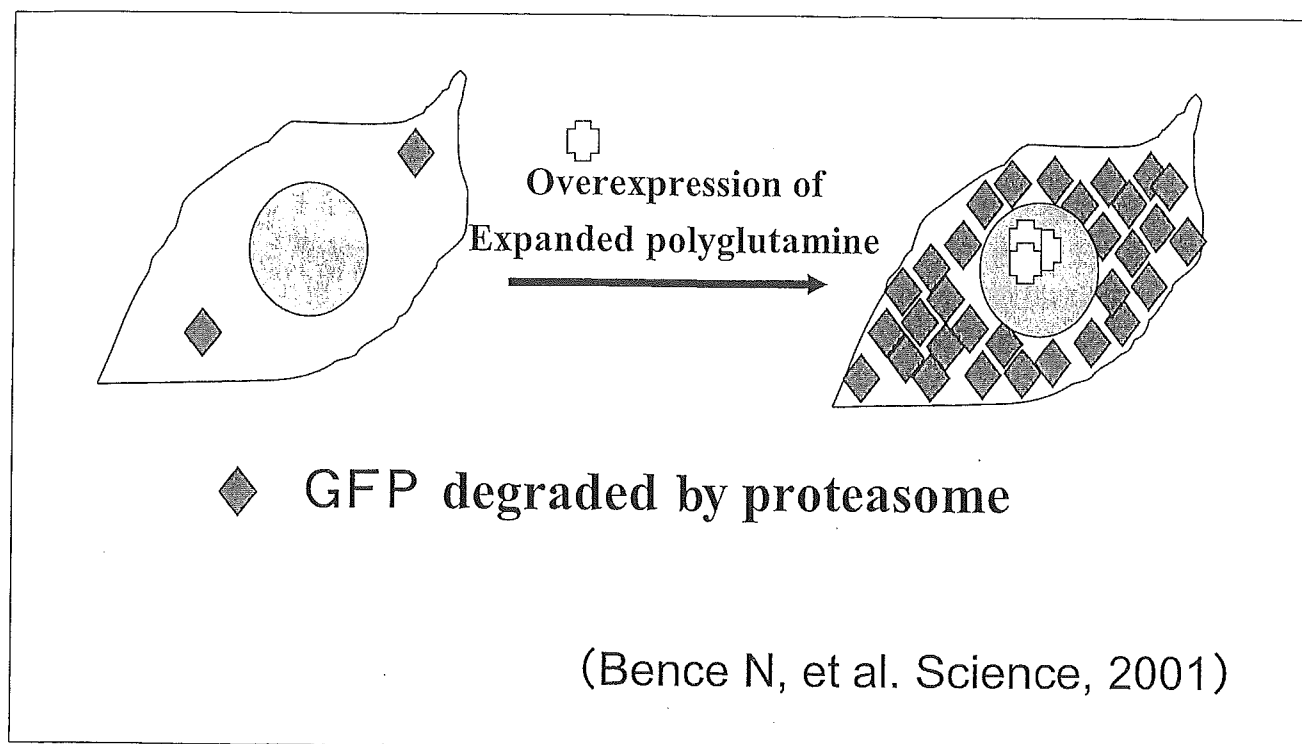 Overexpression of
Expanded polyglutamine
GFP degraded by proteasome
(Bence N, et al. Science, 2001)